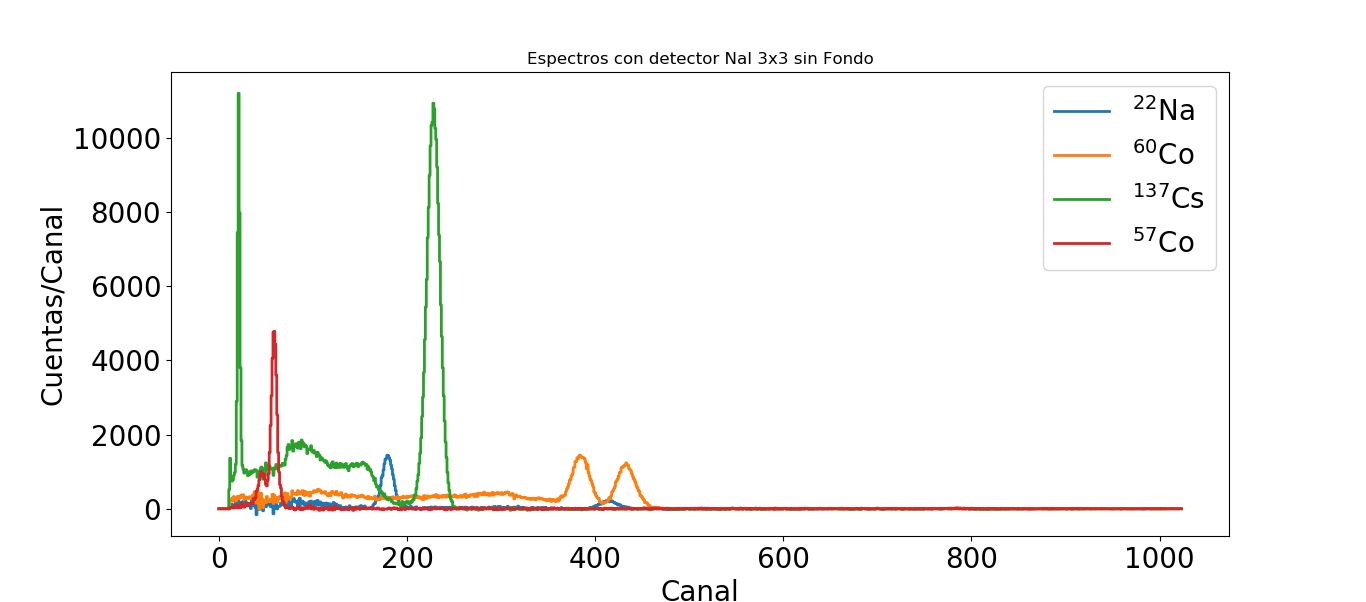 Espectros con detector NaI 3x3 sin Fondo
Cuentas/Canal
10000
8000
6000
4000
2000
0
²²Na
⁶⁰Co
¹³⁷Cs
⁵⁷Co
0 200 400 600 800 1000
Canal